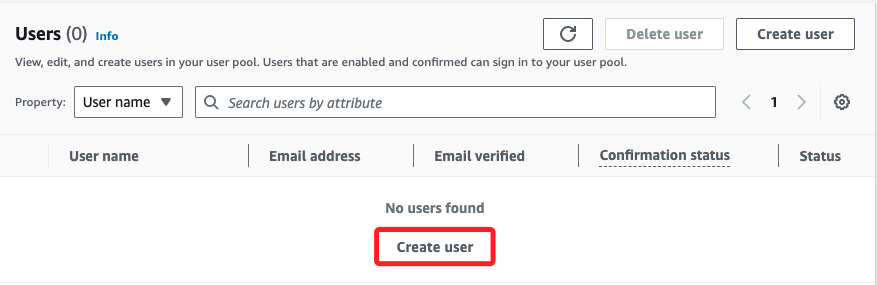 Users (0) Info
Delete user
Create user
View, edit, and create users in your user pool. Users that are enabled and confirmed can sign in to your user pool.
Property: User name Search users by attribute 1
User name Email address Email verified Confirmation status Status
No users found
Create user